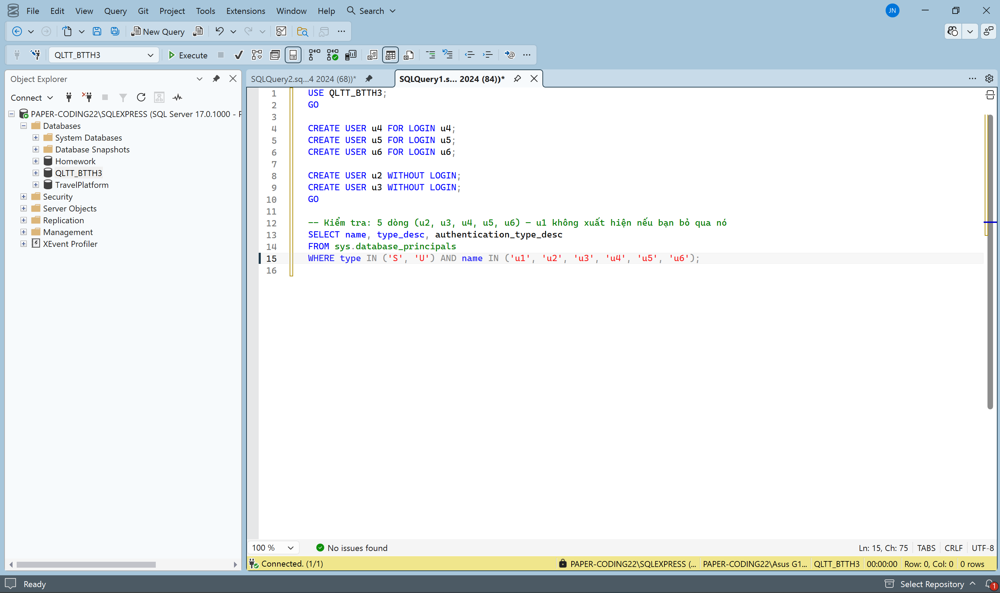 File Edit View Query Git Project Tools Extensions Window Help Search JN
New Query
QLTT_BTTH3 Execute
Object Explorer
Connect
PAPER-CODING22\SQLEXPRESS (SQL Server 17.0.1000 -
Databases
System Databases
Database Snapshots
Homework
QLTT_BTTH3
TravelPlatform
Security
Server Objects
Replication
Management
XEvent Profiler
SQLQuery2.sq...4 2024 (68))* SQLQuery1.s... 2024 (84))*
1 USE QLTT_BTTH3;
2 GO
3
4 CREATE USER u4 FOR LOGIN u4;
5 CREATE USER u5 FOR LOGIN u5;
6 CREATE USER u6 FOR LOGIN u6;
7
8 CREATE USER u2 WITHOUT LOGIN;
9 CREATE USER u3 WITHOUT LOGIN;
10 GO
11
12 -- Kiểm tra: 5 dòng (u2, u3, u4, u5, u6) — u1 không xuất hiện nếu bạn bỏ qua nó
13 SELECT name, type_desc, authentication_type_desc
14 FROM sys.database_principals
15 WHERE type IN ('S', 'U') AND name IN ('u1', 'u2', 'u3', 'u4', 'u5', 'u6');
16
100 % No issues found Ln: 15, Ch: 75 TABS CRLF UTF-8
Connected. (1/1) PAPER-CODING22\SQLEXPRESS (... PAPER-CODING22\Asus G1... QLTT_BTTH3 00:00:00 Row: 0, Col: 0 0 rows
Ready Select Repository 1